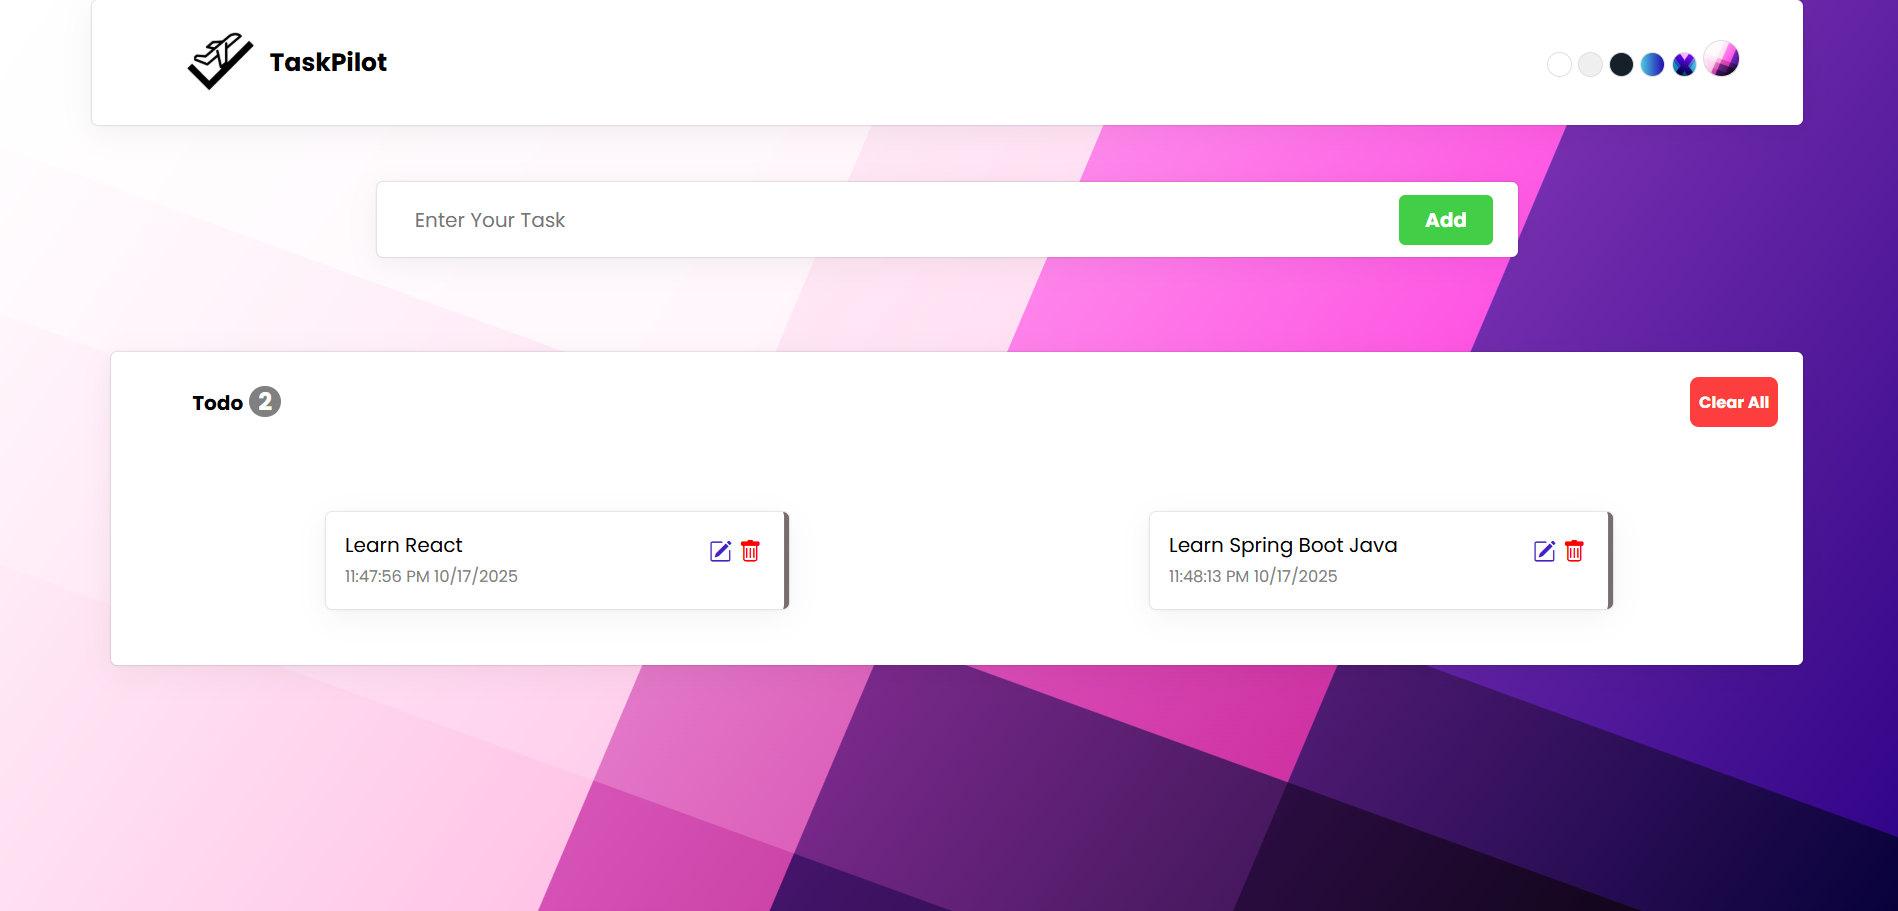 TaskPilot
Enter Your Task
Add
Todo 2
Clear All
Learn React
11:47:56 PM 10/17/2025
Learn Spring Boot Java
11:48:13 PM 10/17/2025